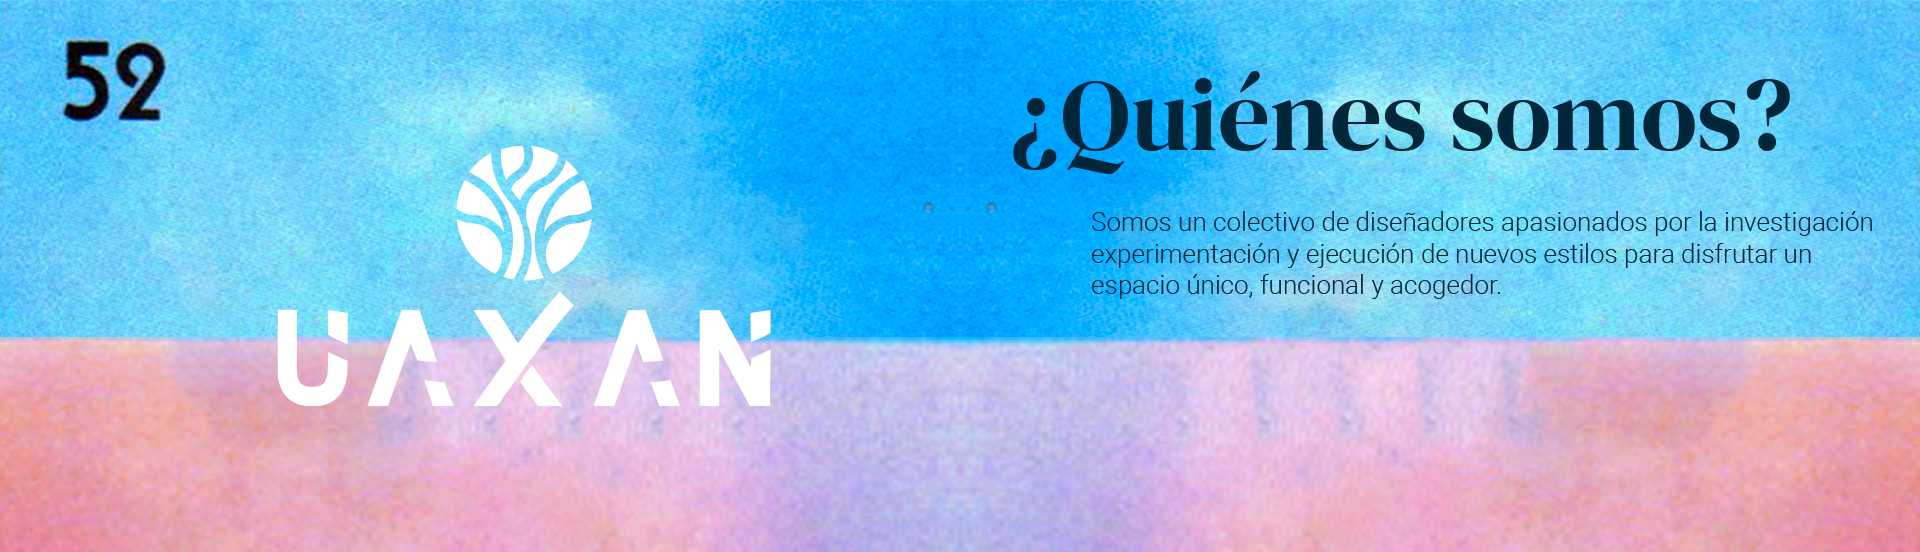 52
UAXAN
¿Quiénes somos?
Somos un colectivo de diseñadores apasionados por la investigación
experimentación y ejecución de nuevos estilos para disfrutar un
espacio único, funcional y acogedor.